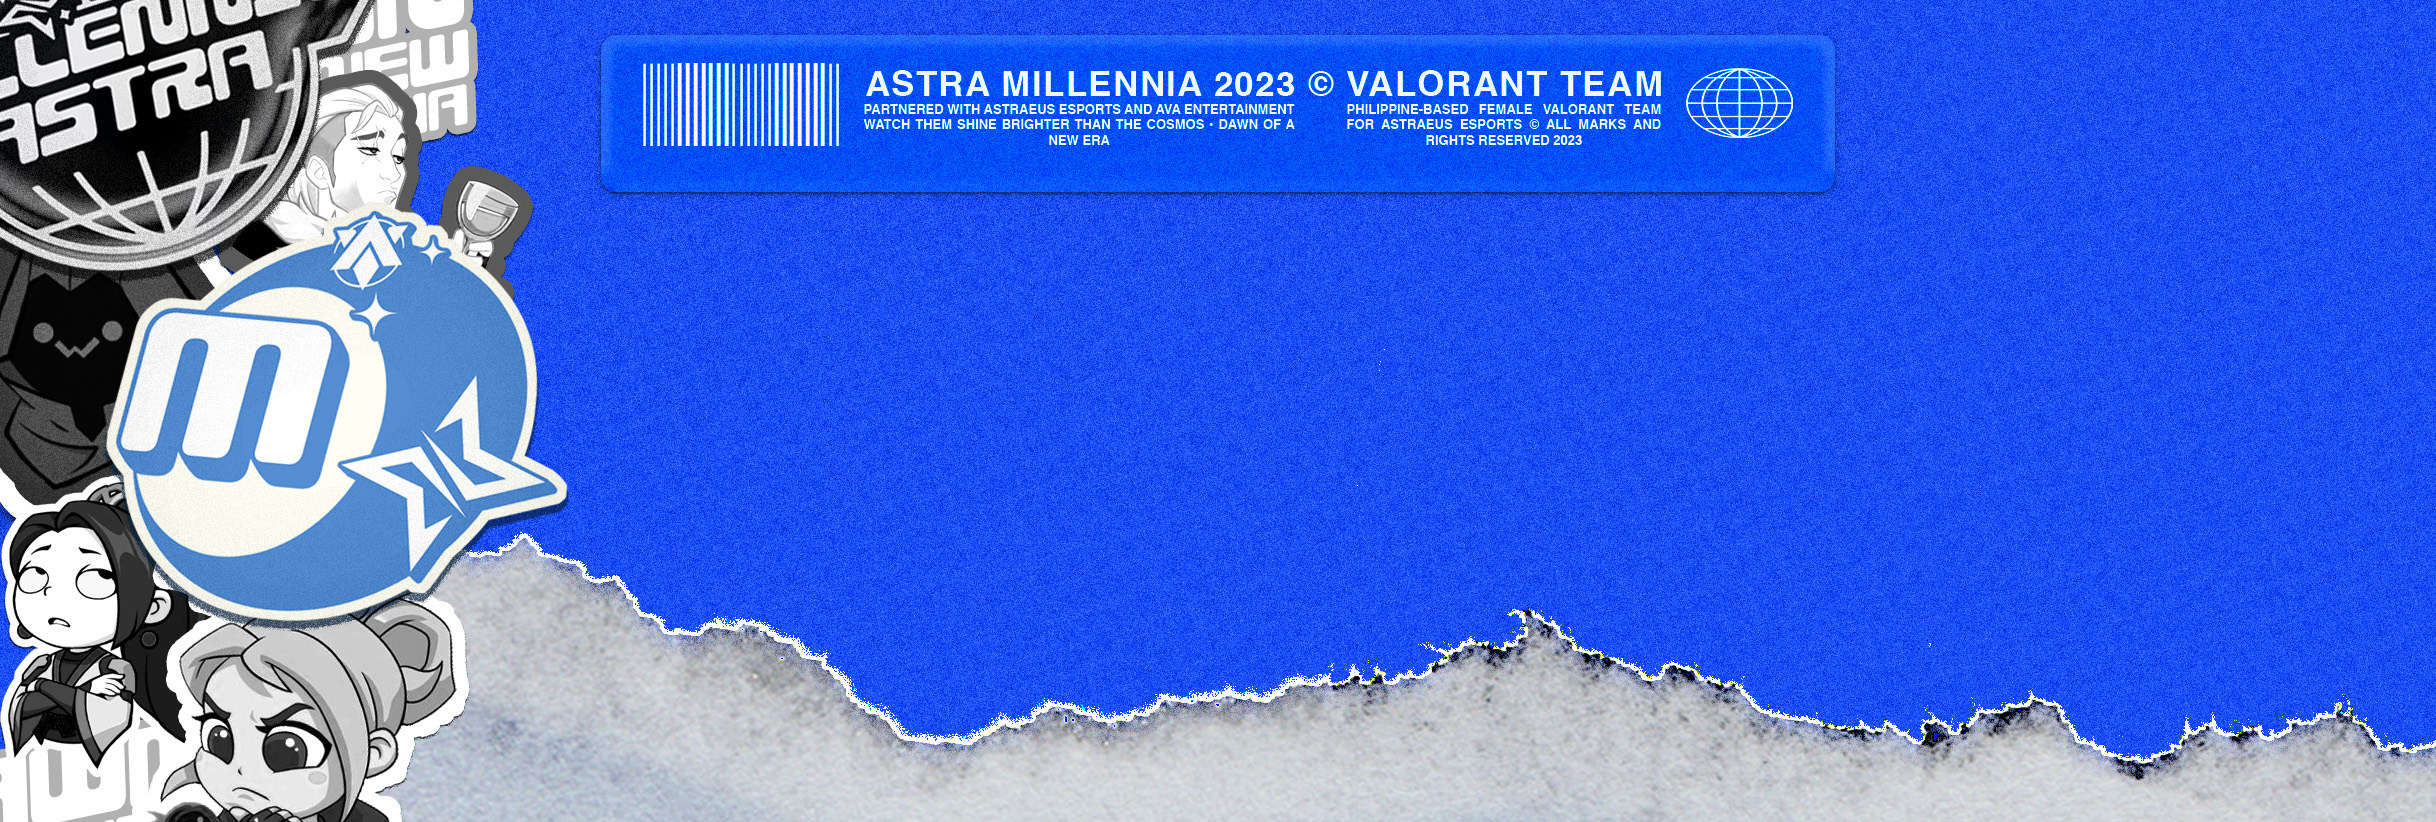 ASTRA
NEW
ASTRA MILLENNIA 2023 © VALORANT TEAM
PARTNERED WITH ASTRAEUS ESPORTS AND AVA ENTERTAINMENT
WATCH THEM SHINE BRIGHTER THAN THE COSMOS • DAWN OF A
NEW ERA
PHILIPPINE-BASED FEMALE VALORANT TEAM
FOR ASTRAEUS ESPORTS © ALL MARKS AND
RIGHTS RESERVED 2023
m